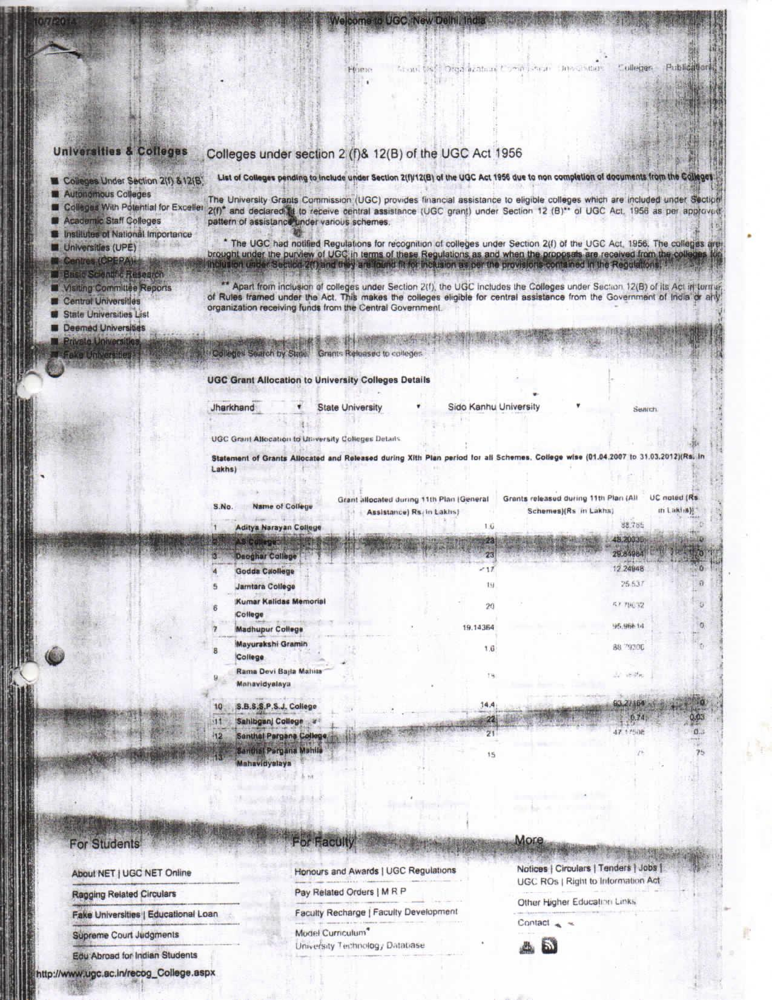 10/7/2014
Welcome to UGC, New Delhi, India
Home About Us Organization Commission Universities Colleges Publication
Universities & Colleges
Colleges Under Section 2(f) &12(B)
Autonomous Colleges
Colleges With Potential for Exceller
Academic Staff Colleges
Institutes of National Importance
Universities (UPE)
Centres (CPEPA)
Basic Scientific Research
Visiting Committee Reports
Central Universities
State Universities List
Deemed Universities
Private Universities
Fake Universities
Colleges under section 2 (f)& 12(B) of the UGC Act 1956
List of Colleges pending to include under Section 2(f)/12(B) of the UGC Act 1956 due to non completion of documents from the Colleges
The University Grants Commission (UGC) provides financial assistance to eligible colleges which are included under Section
2(f)* and declared fit to receive central assistance (UGC grant) under Section 12 (B)** of UGC Act, 1956 as per approved
pattern of assistance under various schemes.
* The UGC had notified Regulations for recognition of colleges under Section 2(f) of the UGC Act, 1956. The colleges are
brought under the purview of UGC in terms of these Regulations as and when the proposals are received from the colleges for
inclusion under Section 2(f) and they are found fit for inclusion as per the provisions contained in the Regulations.
** Apart from inclusion of colleges under Section 2(f), the UGC includes the Colleges under Section 12(B) of its Act in terms
of Rules framed under the Act. This makes the colleges eligible for central assistance from the Government of India or any
organization receiving funds from the Central Government.
Colleges Search by State Grants Released to colleges
UGC Grant Allocation to University Colleges Details
Jharkhand State University Sido Kanhu University Search
UGC Grant Allocation to University Colleges Details
Statement of Grants Allocated and Released during XIth Plan period for all Schemes, College wise (01.04.2007 to 31.03.2012)(Rs. in
Lakhs)
S.No. Name of College Grant allocated during 11th Plan (General Assistance) Rs. in Lakhs) Grants released during 11th Plan (All Schemes)(Rs in Lakhs) UC noted (Rs in Lakhs)
1 Aditya Narayan College 1.6 88.785 0
2 AS College 23 48.20335 0
3 Deoghar College 23 29.84984 0
4 Godda Caollege 17 12.24948 0
5 Jamtara College 19 25.537 0
6 Kumar Kalidas Memorial College 20 0
7 Madhupur College 19.14364 95.96614 0
8 Mayurakshi Gramin College 1.6 88.79306 0
9 Rama Devi Bajla Mahila Mahavidyalaya 18
10 S.B.S.S.P.S.J. College 14.4 93.27164 0
11 Sahibganj College 22 0.74 0.03
12 Santhal Pargana College 21 47.17508
13 Santhal Pargana Mahila Mahavidyalaya 15 75
For Students
About NET | UGC NET Online
Ragging Related Circulars
Fake Universities | Educational Loan
Supreme Court Judgments
Edu Abroad for Indian Students
For Faculty
Honours and Awards | UGC Regulations
Pay Related Orders | M R P
Faculty Recharge | Faculty Development
Model Curriculum
University Technology Database
More
Notices | Circulars | Tenders | Jobs |
UGC ROs | Right to Information Act
Other Higher Education Links
Contact
http://www.ugc.ac.in/recog_College.aspx